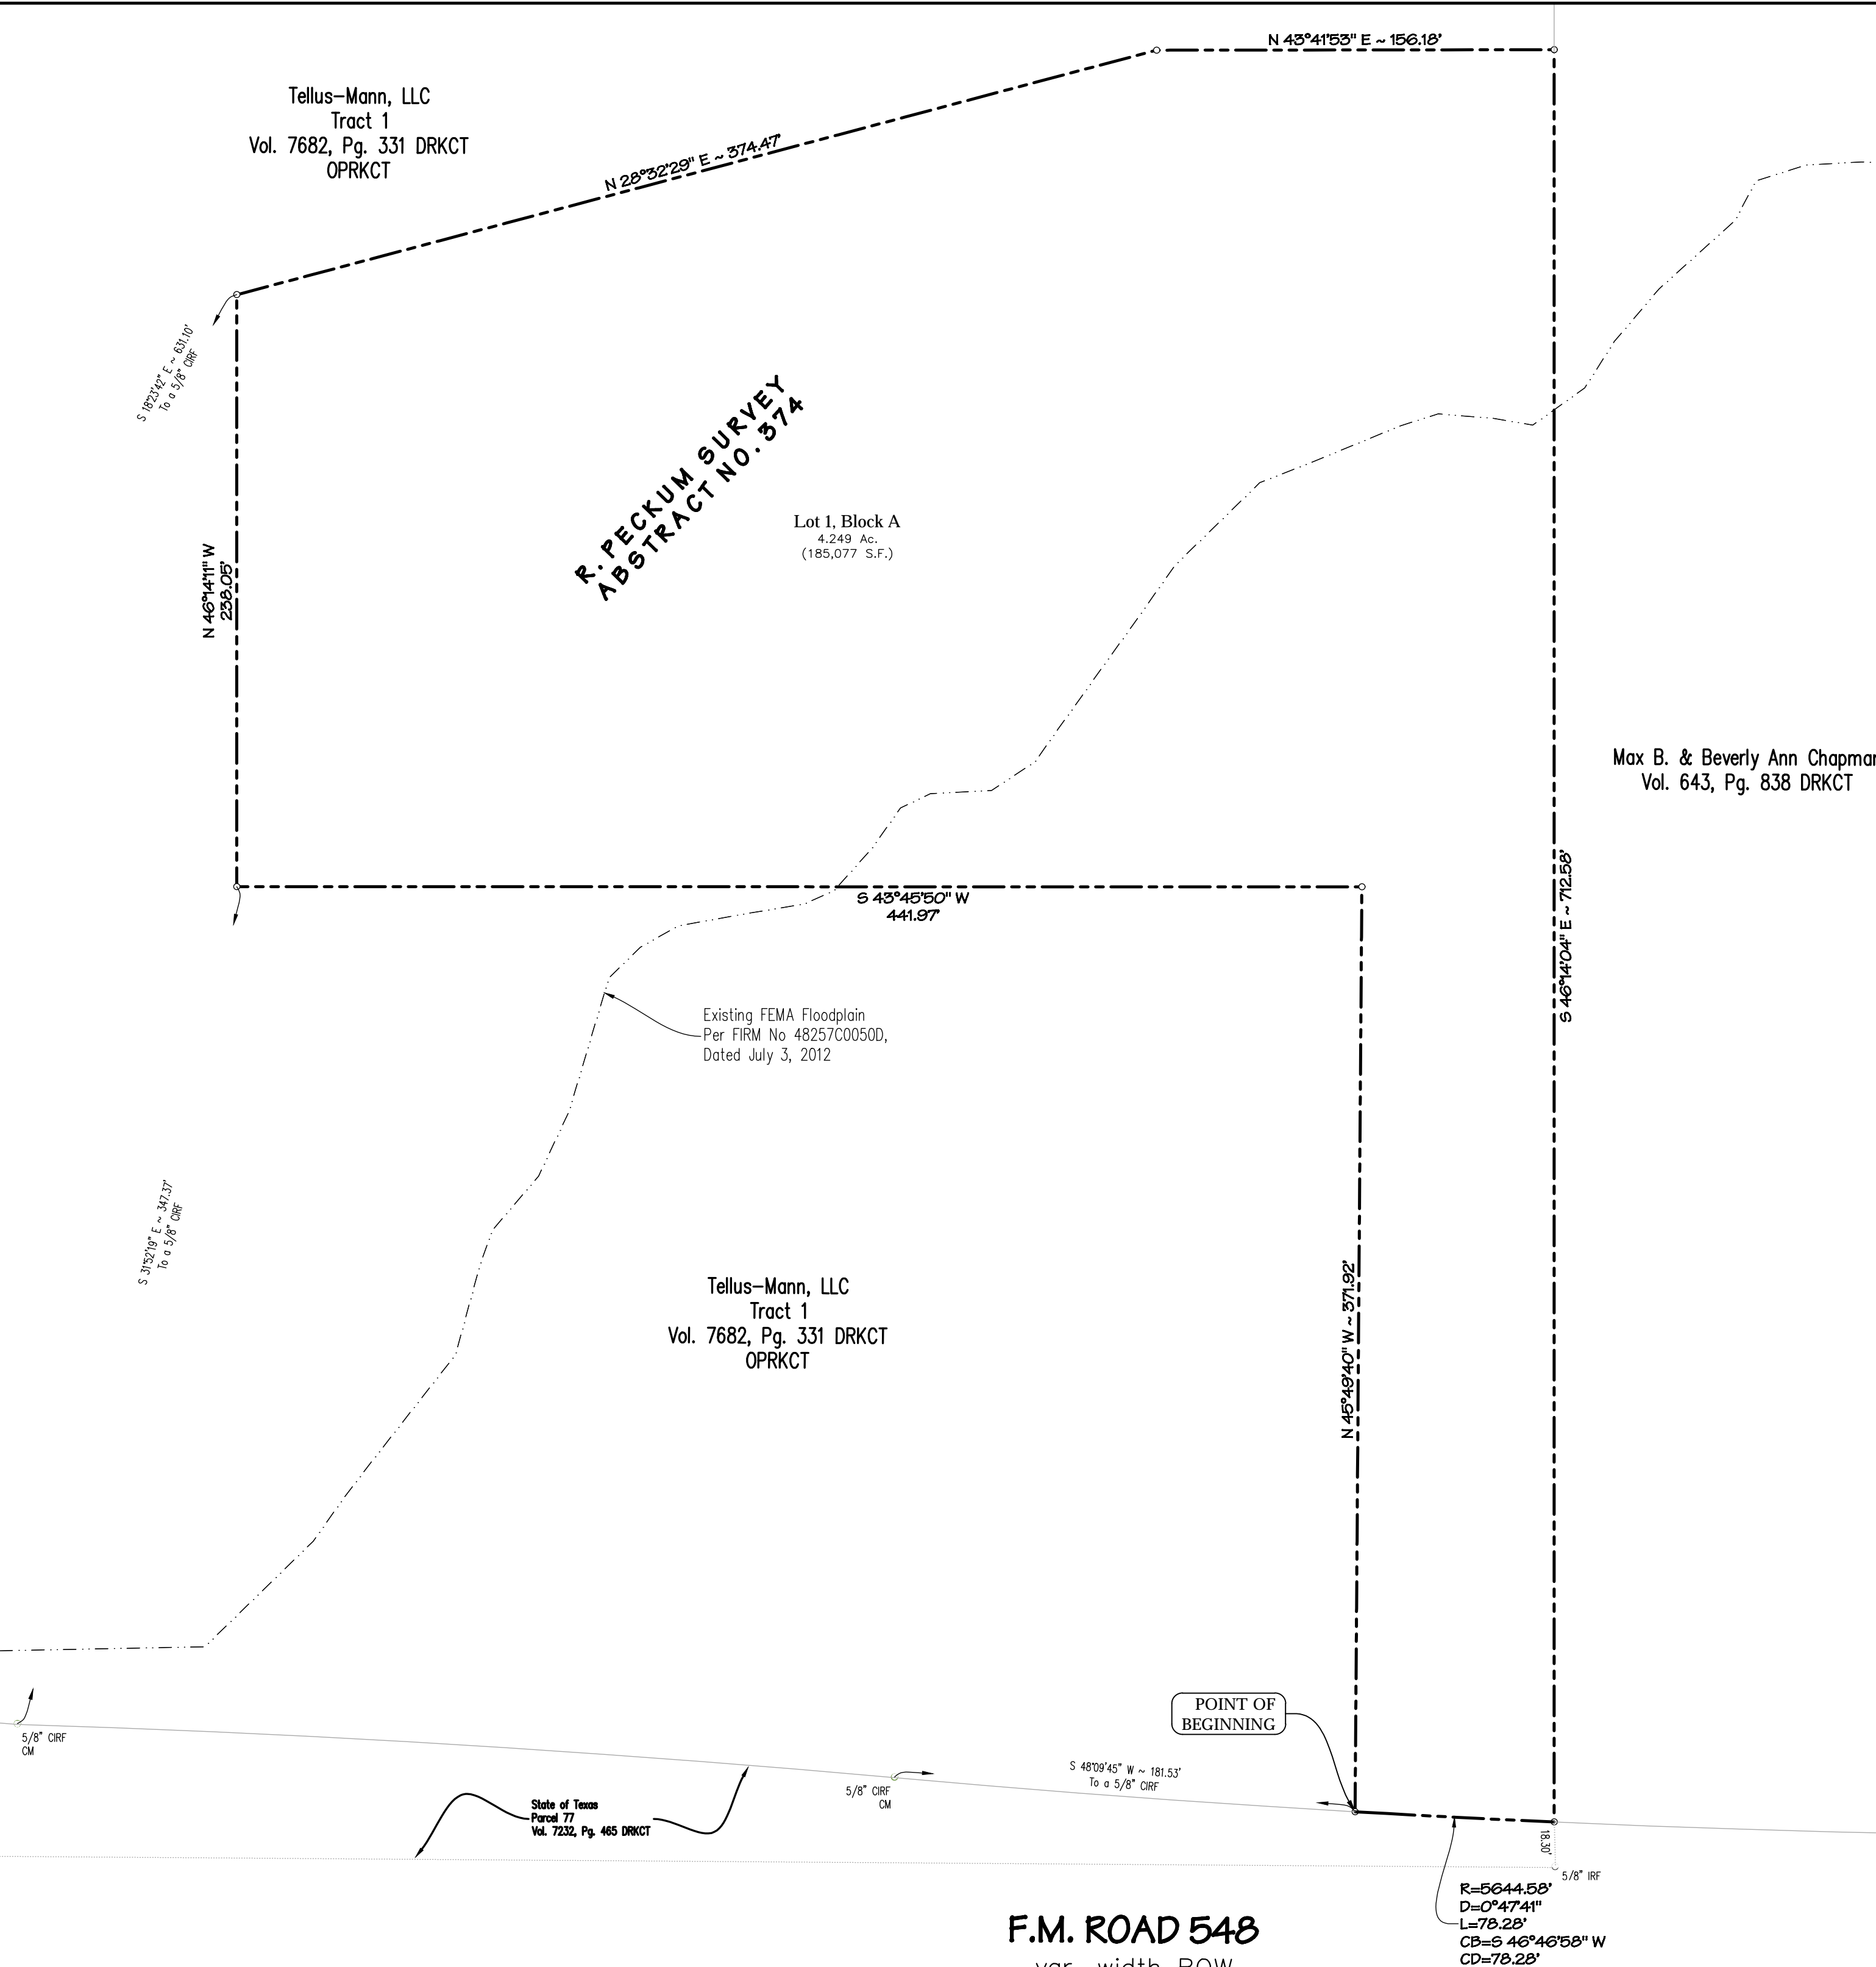 N 43°41'53" E ~ 156.18'
Tellus-Mann, LLC
Tract 1
Vol. 7682, Pg. 331 DRKCT
OPRKCT
N 28°32'29" E ~ 374.47'
S 18°23'42" E ~ 631.10'
To a 5/8" CIRF
R. PECKUM SURVEY
ABSTRACT NO. 374
Lot 1, Block A
4.249 Ac.
(185,077 S.F.)
N 46°14'11" W
238.05'
Max B. & Beverly Ann Chapman
Vol. 643, Pg. 838 DRKCT
S 43°45'50" W
441.97'
S 46°14'04" E ~ 712.58'
Existing FEMA Floodplain
Per FIRM No 48257C0050D,
Dated July 3, 2012
S 31°52'19" E ~ 347.37'
To a 5/8" CIRF
Tellus-Mann, LLC
Tract 1
Vol. 7682, Pg. 331 DRKCT
OPRKCT
N 45°49'40" W ~ 371.92'
POINT OF
BEGINNING
5/8" CIRF
CM
S 48°09'45" W ~ 181.53'
To a 5/8" CIRF
5/8" CIRF
CM
State of Texas
Parcel 77
Vol. 7232, Pg. 465 DRKCT
18.30'
5/8" IRF
R=5644.58'
D=0°47'41"
L=78.28'
CB=S 46°46'58" W
CD=78.28'
F.M. ROAD 548
var. width ROW